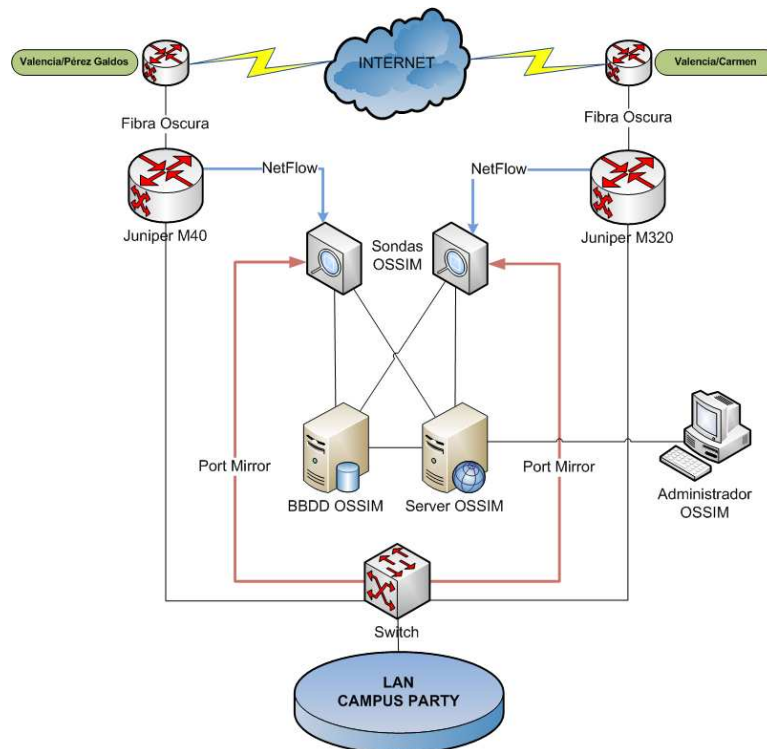 INTERNET
Valencia/Pérez Galdos
Valencia/Carmen
Fibra Oscura
Fibra Oscura
NetFlow
NetFlow
Juniper M40
Sondas
OSSIM
Juniper M320
Port Mirror
Port Mirror
BBDD OSSIM
Server OSSIM
Administrador
OSSIM
Switch
LAN
CAMPUS PARTY